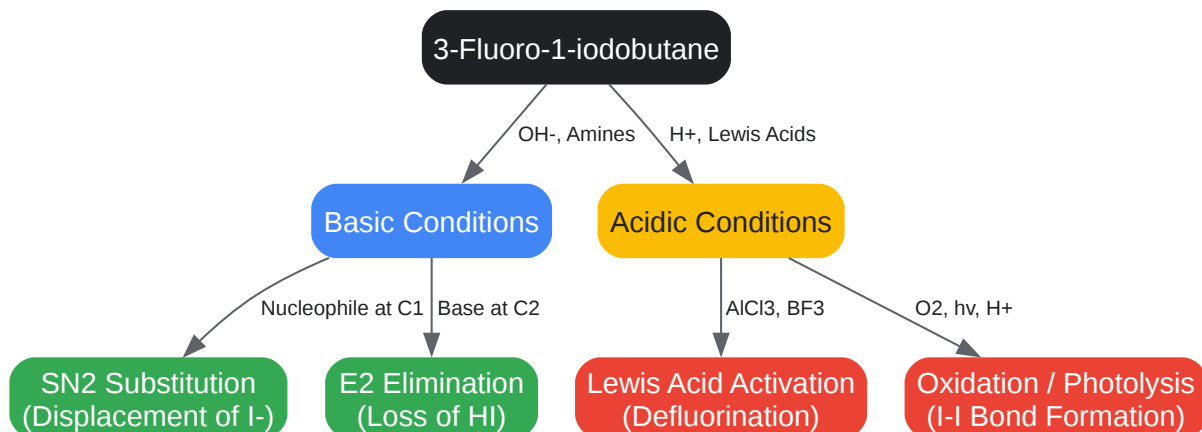 3-Fluoro-1-iodobutane
OH-, Amines
H+, Lewis Acids
Basic Conditions
Acidic Conditions
Nucleophile at C1
Base at C2
AlCl3, BF3
O2, hv, H+
SN2 Substitution
(Displacement of I-)
E2 Elimination
(Loss of HI)
Lewis Acid Activation
(Defluorination)
Oxidation / Photolysis
(I-I Bond Formation)